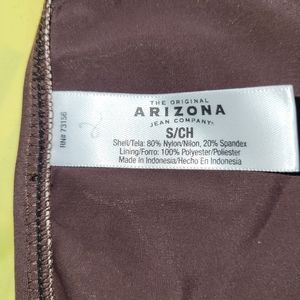 THE ORIGINAL
ARIZONA
JEAN COMPANY
S/CH
Shell/Tela: 80% Nylon/Nilon, 20% Spandex
Lining/Forro: 100% Polyester/Poliester
Made In Indonesia/Hecho En Indonesia
RN# 73156